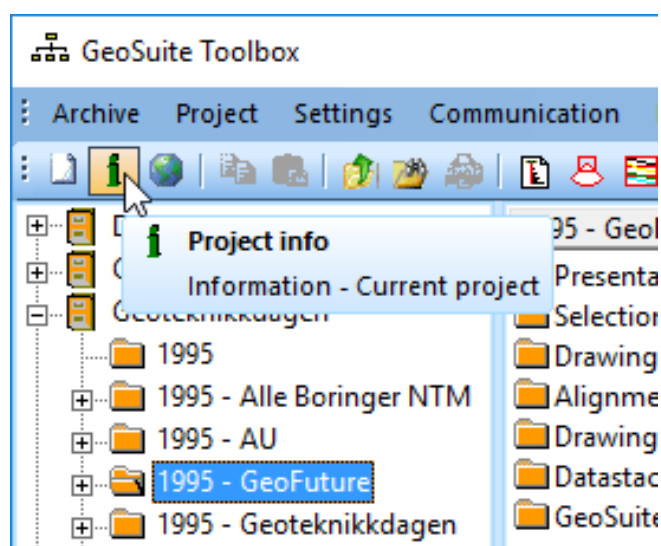 GeoSuite Toolbox
Archive Project Settings Communication
Project info
Information - Current project
Geoteknikkdagen
1995
1995 - Alle Boringer NTM
1995 - AU
1995 - GeoFuture
1995 - Geoteknikkdagen
95 - Geo
Presenta
Selection
Drawing
Alignme
Drawing
Datastac
GeoSuite